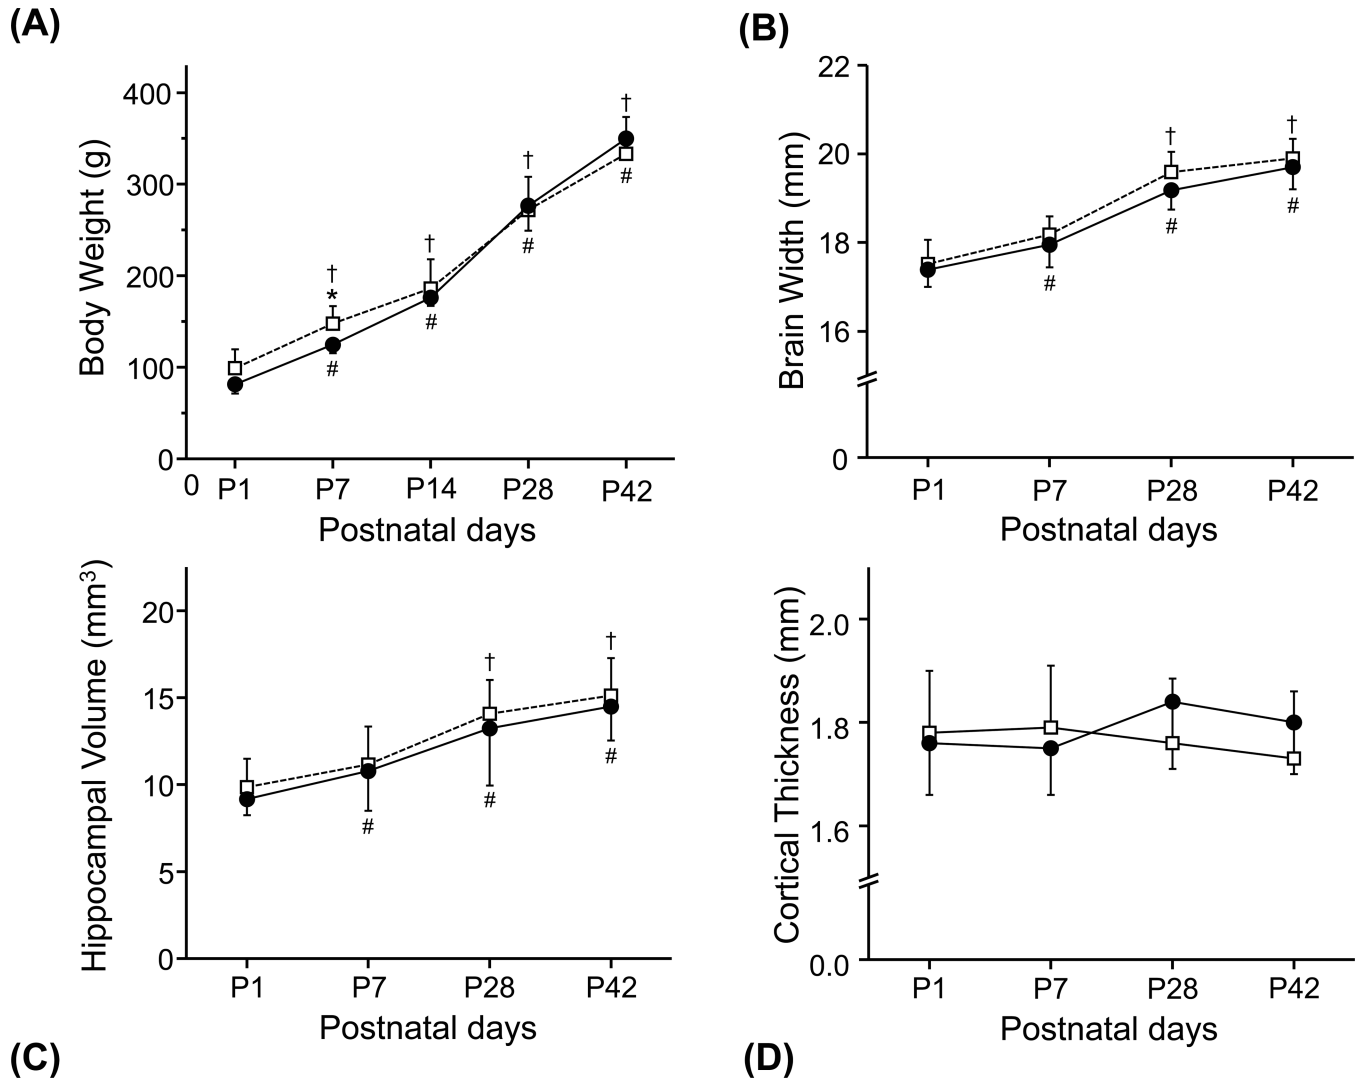 (A)
400
300
200
100
0
Body Weight (g)
†
*
#
†
#
†
#
†
#
0 P1 P7 P14 P28 P42
Postnatal days
(B)
22
20
18
16
0
Brain Width (mm)
#
†
#
†
#
P1 P7 P28 P42
Postnatal days
20
15
10
5
0
Hippocampal Volume (mm³)
#
†
#
†
#
P1 P7 P28 P42
Postnatal days
(C)
2.0
1.8
1.6
0.0
Cortical Thickness (mm)
P1 P7 P28 P42
Postnatal days
(D)